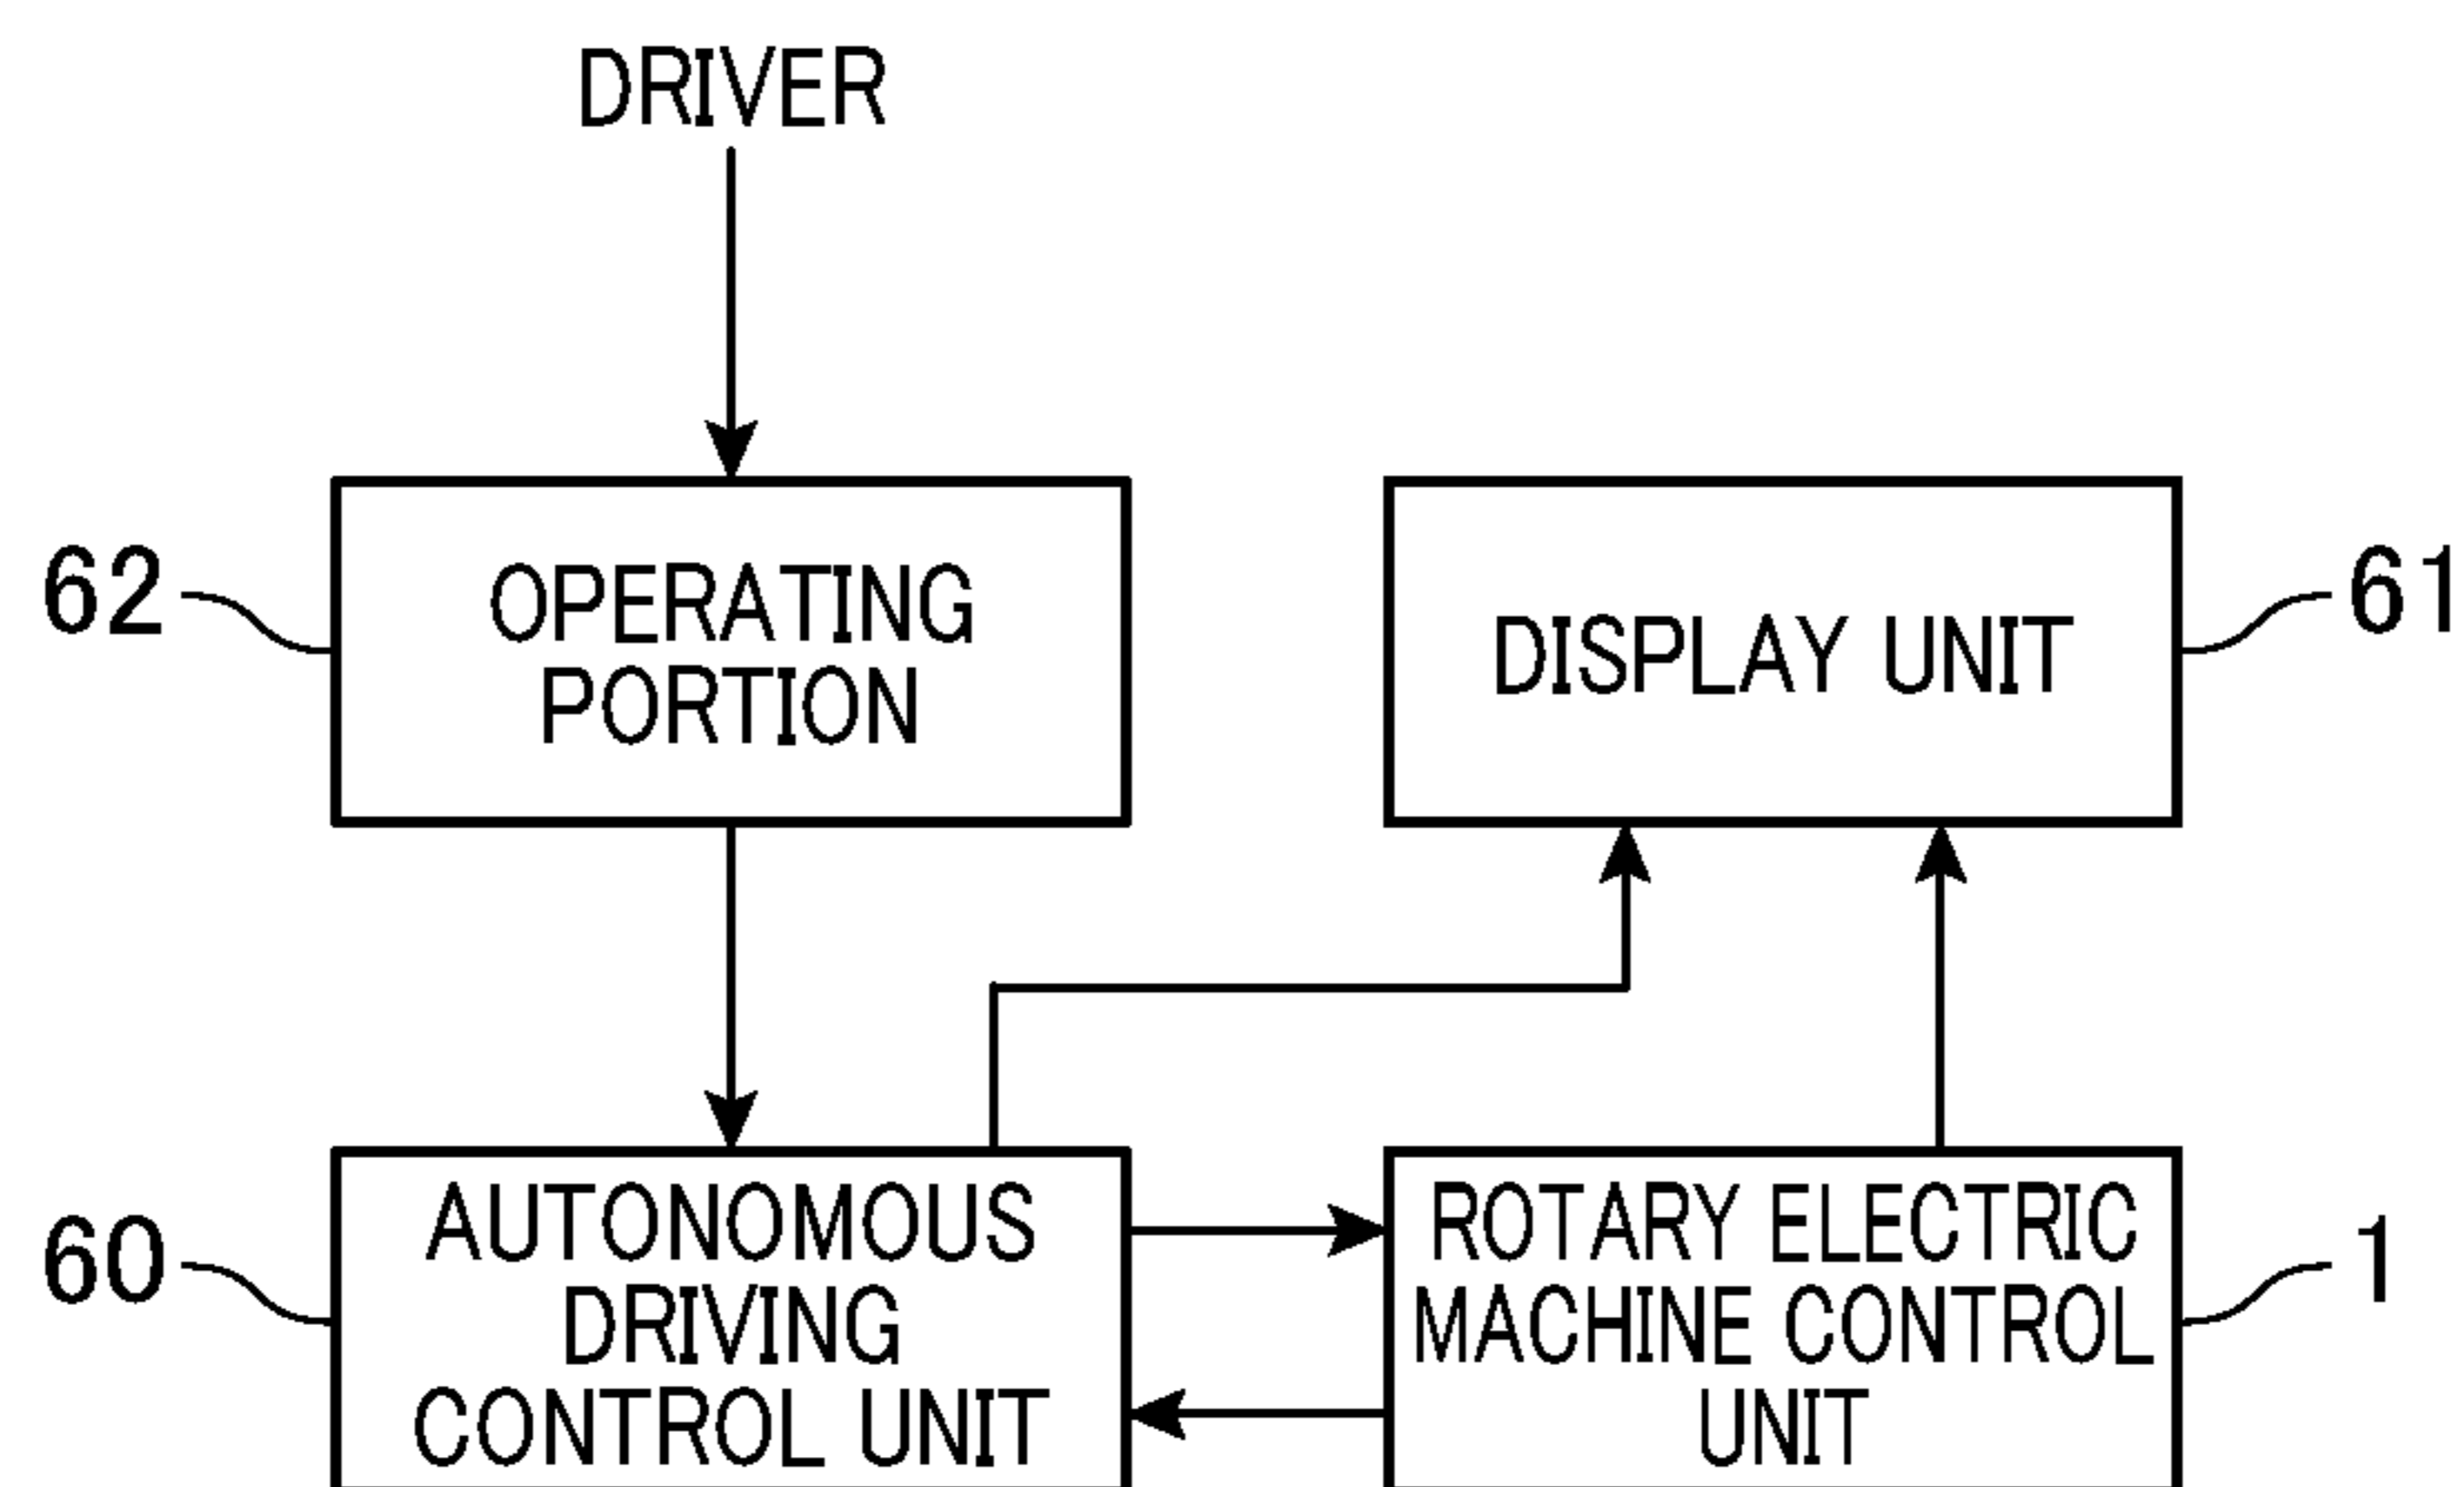 DRIVER
62
OPERATING
PORTION
DISPLAY UNIT
61
60
AUTONOMOUS
DRIVING
CONTROL UNIT
ROTARY ELECTRIC
MACHINE CONTROL
UNIT
1